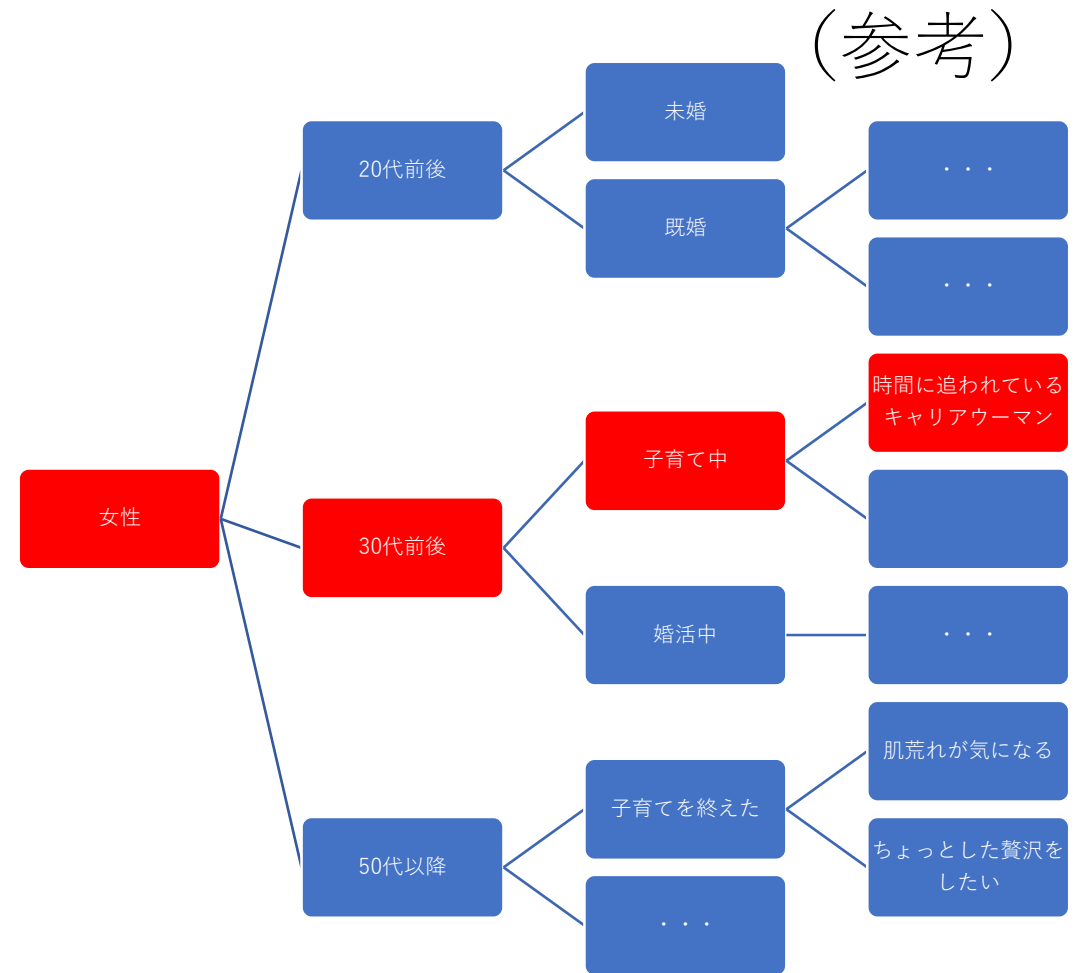 （参考）
女性
20代前後
未婚
既婚
・・・
・・・
30代前後
子育て中
時間に追われている
キャリアウーマン
婚活中
・・・
50代以降
子育てを終えた
肌荒れが気になる
ちょっとした贅沢を
したい
・・・